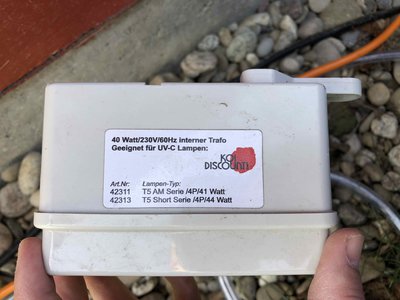 40 Watt/230V/60Hz interner Trafo
Geeignet für UV-C Lampen:
KOI
DISCOUNT
Art.Nr: Lampen-Typ:
42311 T5 AM Serie /4P/41 Watt
42313 T5 Short Serie /4P/44 Watt